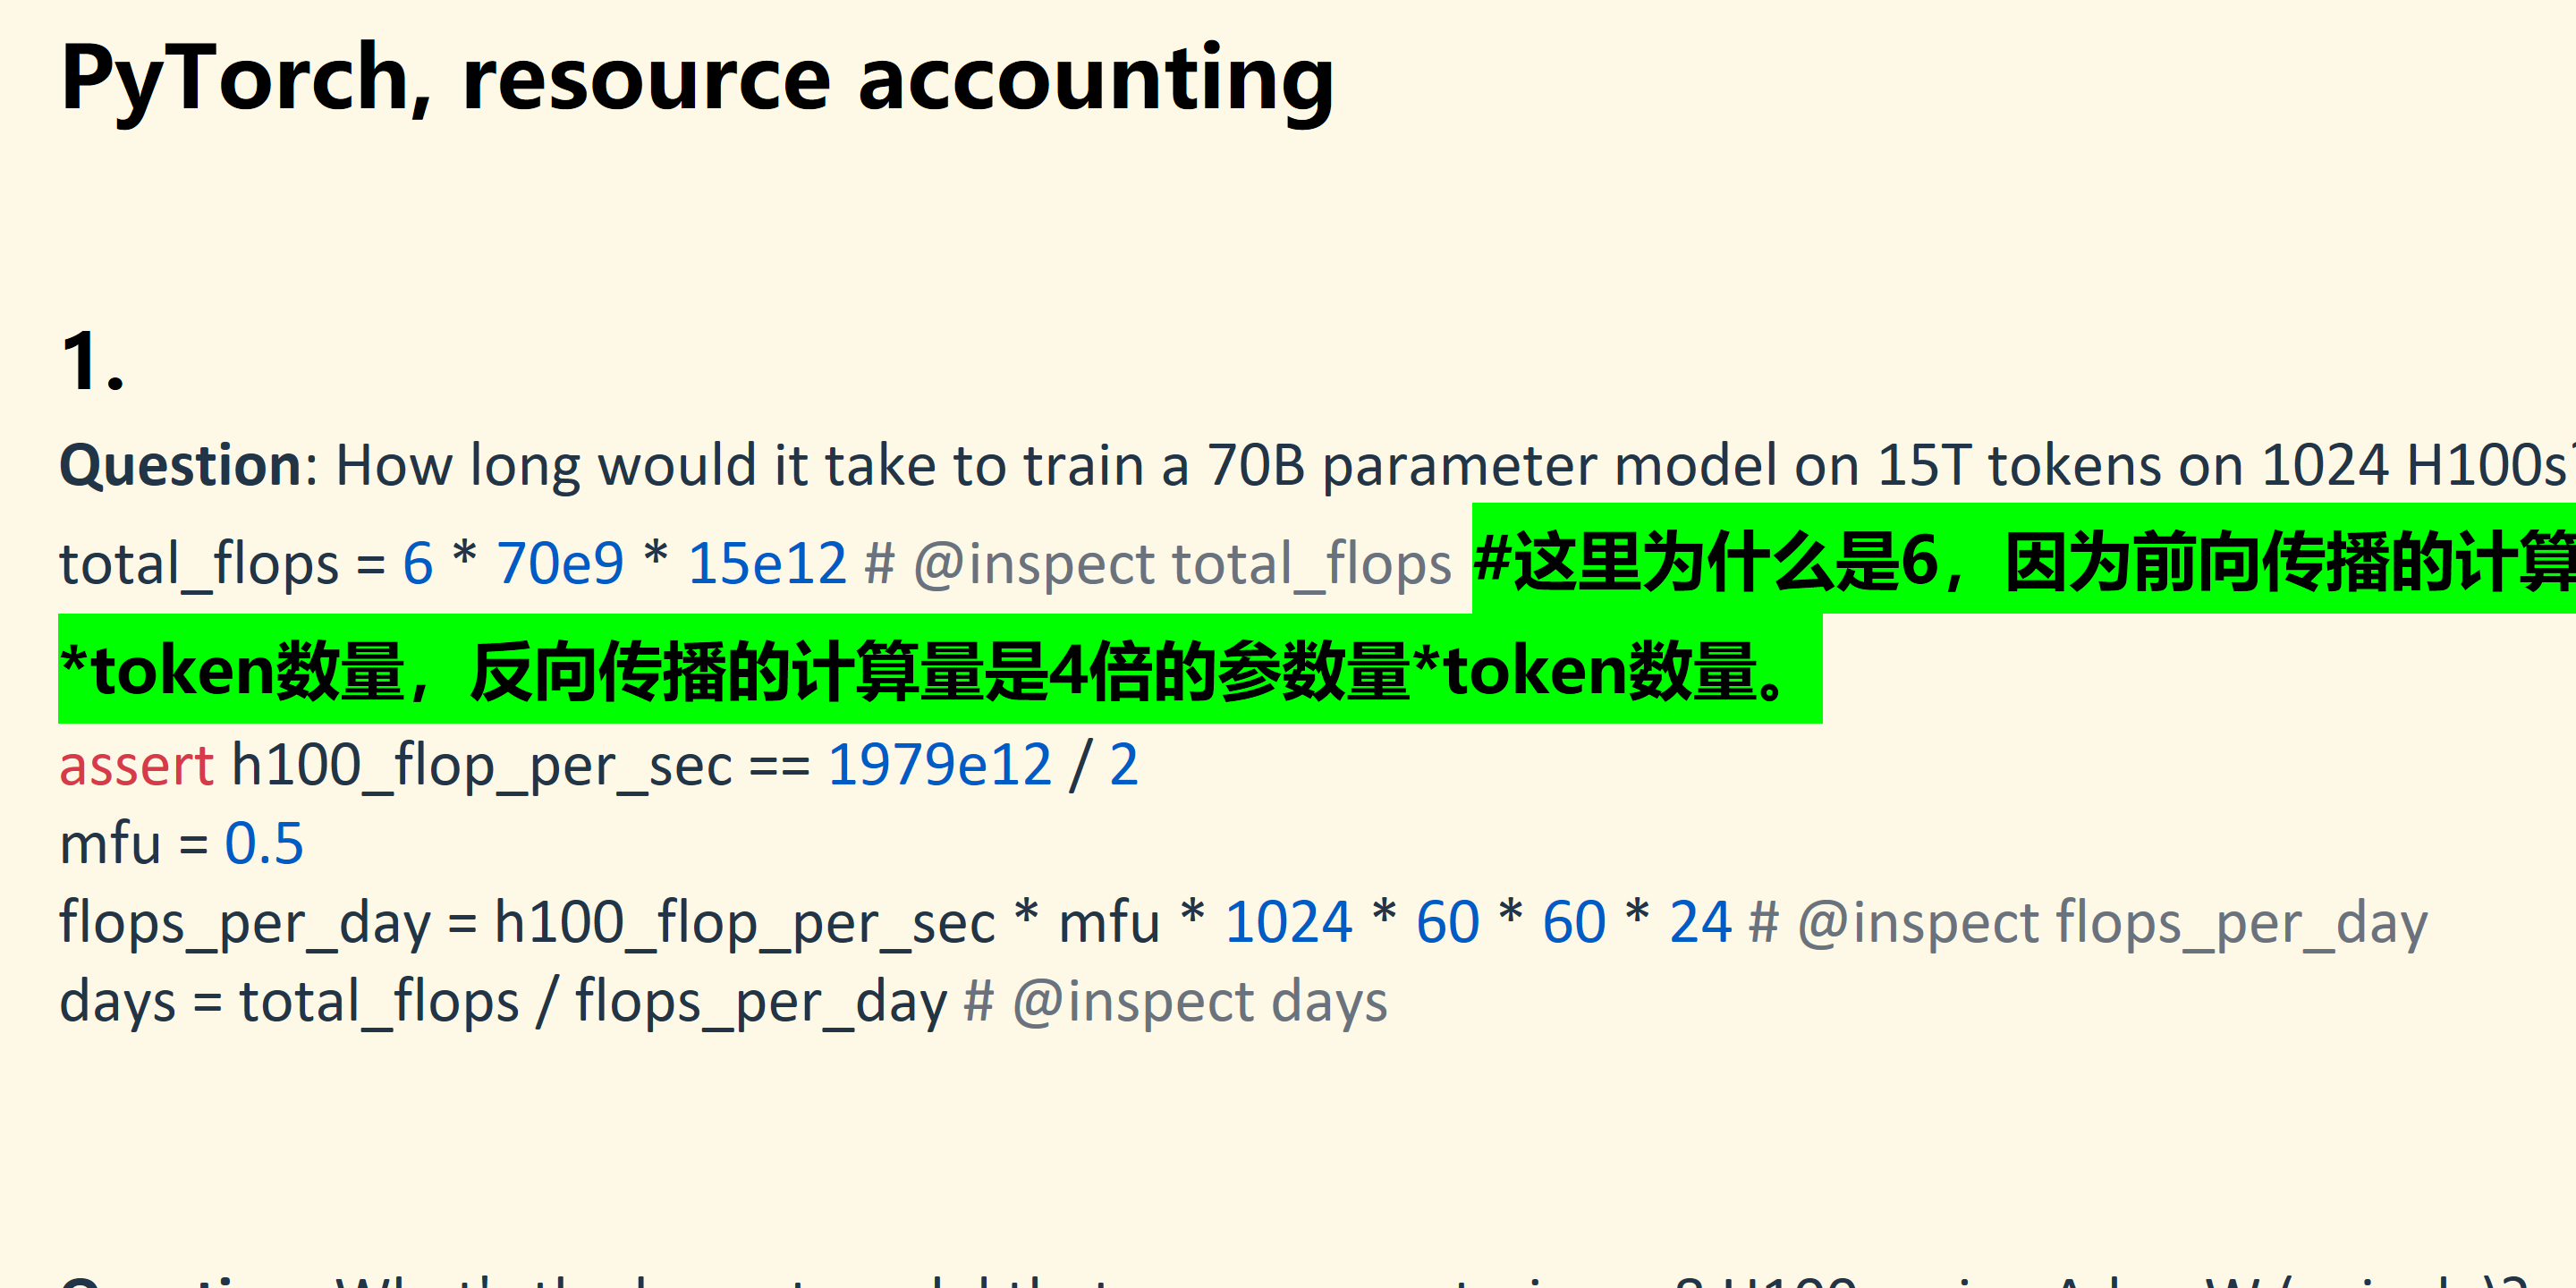 PyTorch, resource accounting
1.
Question: How long would it take to train a 70B parameter model on 15T tokens on 1024 H100s?
total_flops = 6 * 70e9 * 15e12 # @inspect total_flops #这里为什么是6，因为前向传播的计算
*token数量，反向传播的计算量是4倍的参数量*token数量。
assert h100_flop_per_sec == 1979e12 / 2
mfu = 0.5
flops_per_day = h100_flop_per_sec * mfu * 1024 * 60 * 60 * 24 # @inspect flops_per_day
days = total_flops / flops_per_day # @inspect days